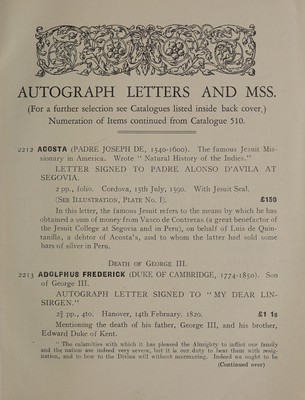 AUTOGRAPH LETTERS AND MSS.
(For a further selection see Catalogues listed inside back cover.)
Numeration of Items continued from Catalogue 510.
2212 ACOSTA (PADRE JOSEPH DE, 1540-1600). The famous Jesuit Mis-
sionary in America. Wrote "Natural History of the Indies."
LETTER SIGNED TO PADRE ALONSO D'AVILA AT
SEGOVIA.
2 pp., folio. Cordova, 15th July, 1590. With Jesuit Seal.
(SEE ILLUSTRATION, PLATE NO. I). £150
In this letter, the famous Jesuit refers to the means by which he has
obtained a sum of money from Vasco de Contreras (a great benefactor of
the Jesuit College at Segovia and in Peru), on behalf of Luis de Quin-
tanilla, a debtor of Acosta's, and to whom the latter had sold some
bars of silver in Peru.
DEATH OF GEORGE III.
2213 ADOLPHUS FREDERICK (DUKE OF CAMBRIDGE, 1774-1850). Son
of George III.
AUTOGRAPH LETTER SIGNED TO "MY DEAR LIN-
SIRGEN."
2¾ pp., 4to. Hanover, 14th February, 1820. £1 1s
Mentioning the death of his father, George III, and his brother,
Edward Duke of Kent.
"The calamities with which it has pleased the Almighty to inflict our family
and the nation are indeed very severe, but it is our duty to bear them with resig-
nation, and to bow to the Divine will without murmuring. Indeed we ought to be
(Continued over)